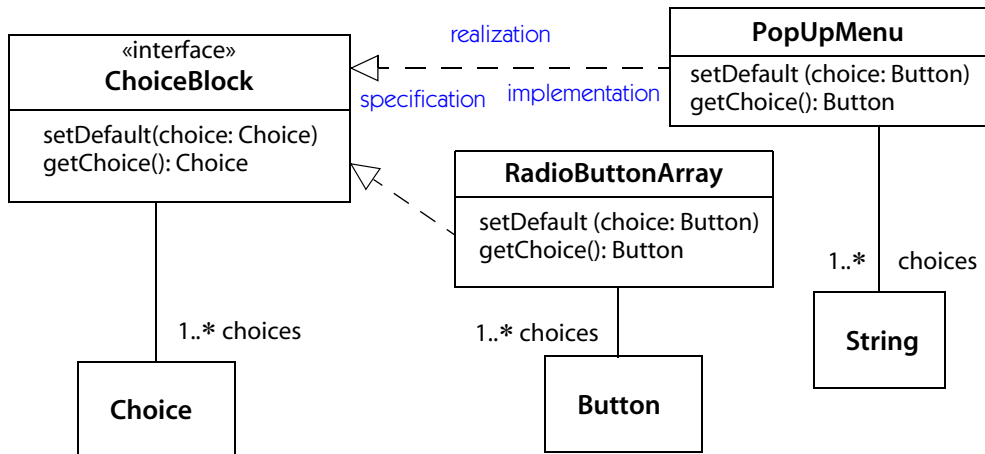 «interface»
ChoiceBlock
setDefault(choice: Choice)
getChoice(): Choice
realization
specification
implementation
PopUpMenu
setDefault (choice: Button)
getChoice(): Button
RadioButtonArray
setDefault (choice: Button)
getChoice(): Button
1..* choices
1..* choices
1..* choices
Choice
Button
String